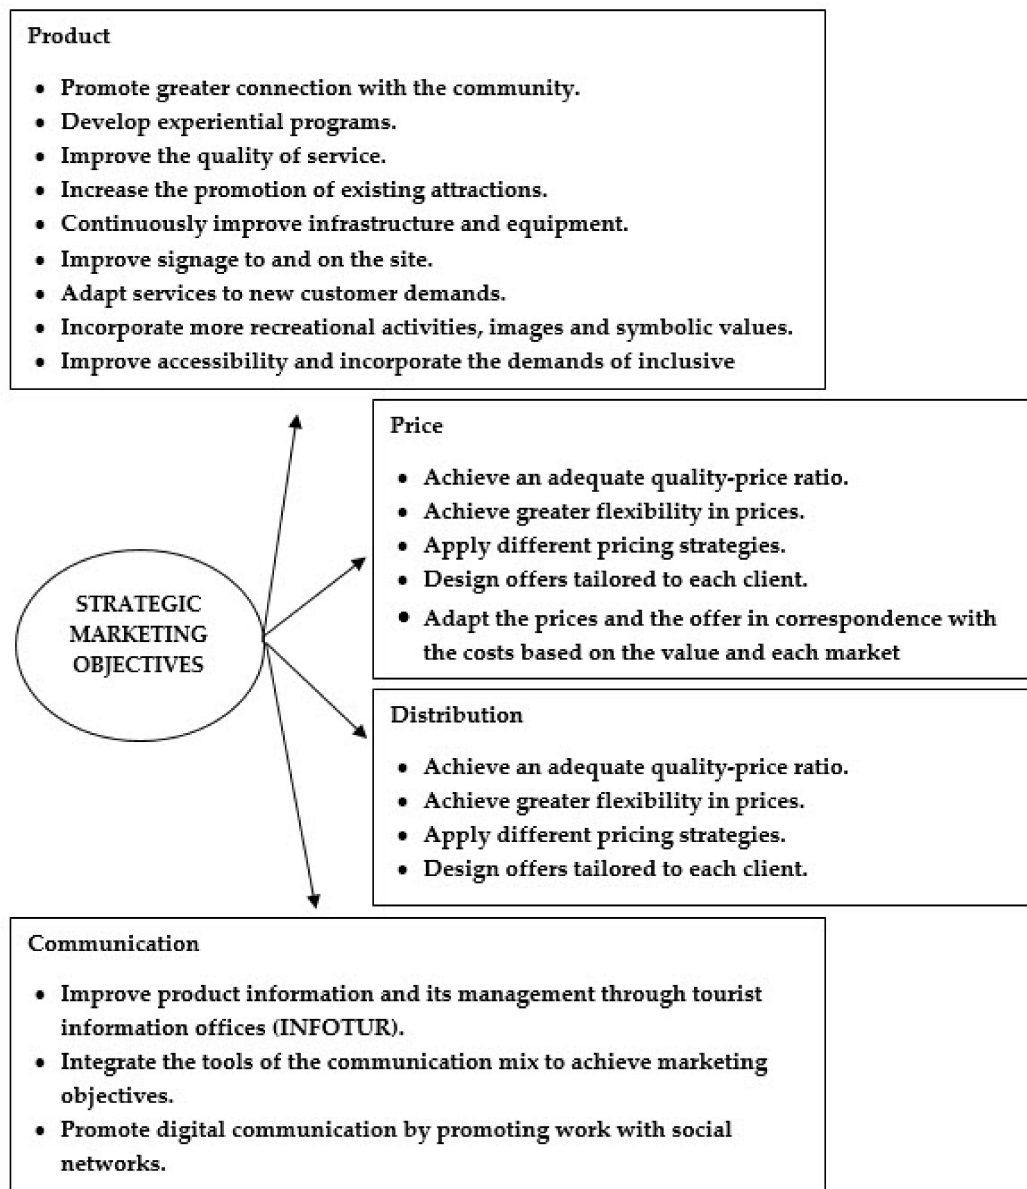 Product
• Promote greater connection with the community.
• Develop experiential programs.
• Improve the quality of service.
• Increase the promotion of existing attractions.
• Continuously improve infrastructure and equipment.
• Improve signage to and on the site.
• Adapt services to new customer demands.
• Incorporate more recreational activities, images and symbolic values.
• Improve accessibility and incorporate the demands of inclusive
Price
• Achieve an adequate quality-price ratio.
• Achieve greater flexibility in prices.
• Apply different pricing strategies.
• Design offers tailored to each client.
• Adapt the prices and the offer in correspondence with
the costs based on the value and each market
STRATEGIC
MARKETING
OBJECTIVES
Distribution
• Achieve an adequate quality-price ratio.
• Achieve greater flexibility in prices.
• Apply different pricing strategies.
• Design offers tailored to each client.
Communication
• Improve product information and its management through tourist
information offices (INFOTUR).
• Integrate the tools of the communication mix to achieve marketing
objectives.
• Promote digital communication by promoting work with social
networks.